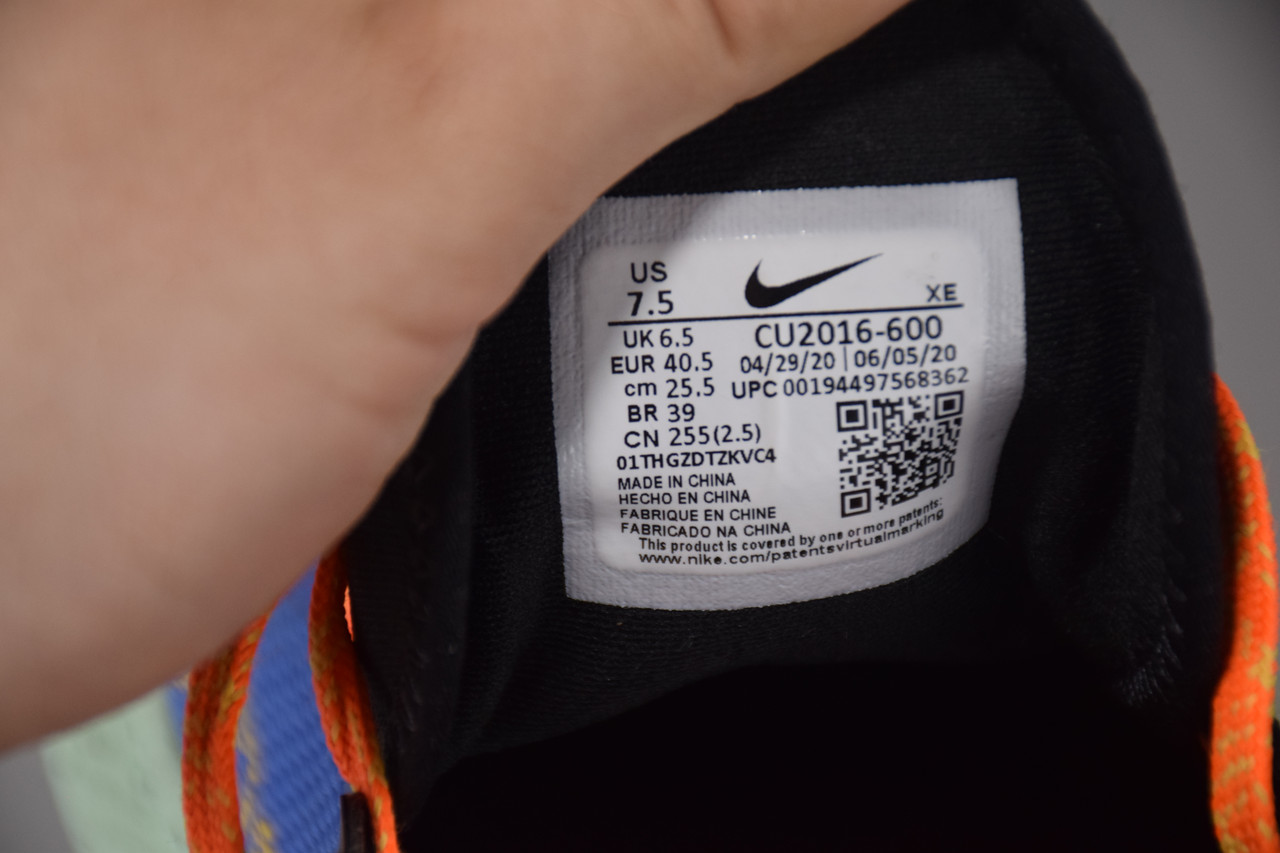 US
7.5
XE
UK 6.5
CU2016-600
EUR 40.5
04/29/20 | 06/05/20
cm 25.5
UPC 00194497568362
BR 39
CN 255(2.5)
01THGZDTZKVC4
MADE IN CHINA
HECHO EN CHINA
FABRIQUE EN CHINE
FABRICADO NA CHINA
This product is covered by one or more patents:
www.nike.com/patentsvirtualmarking